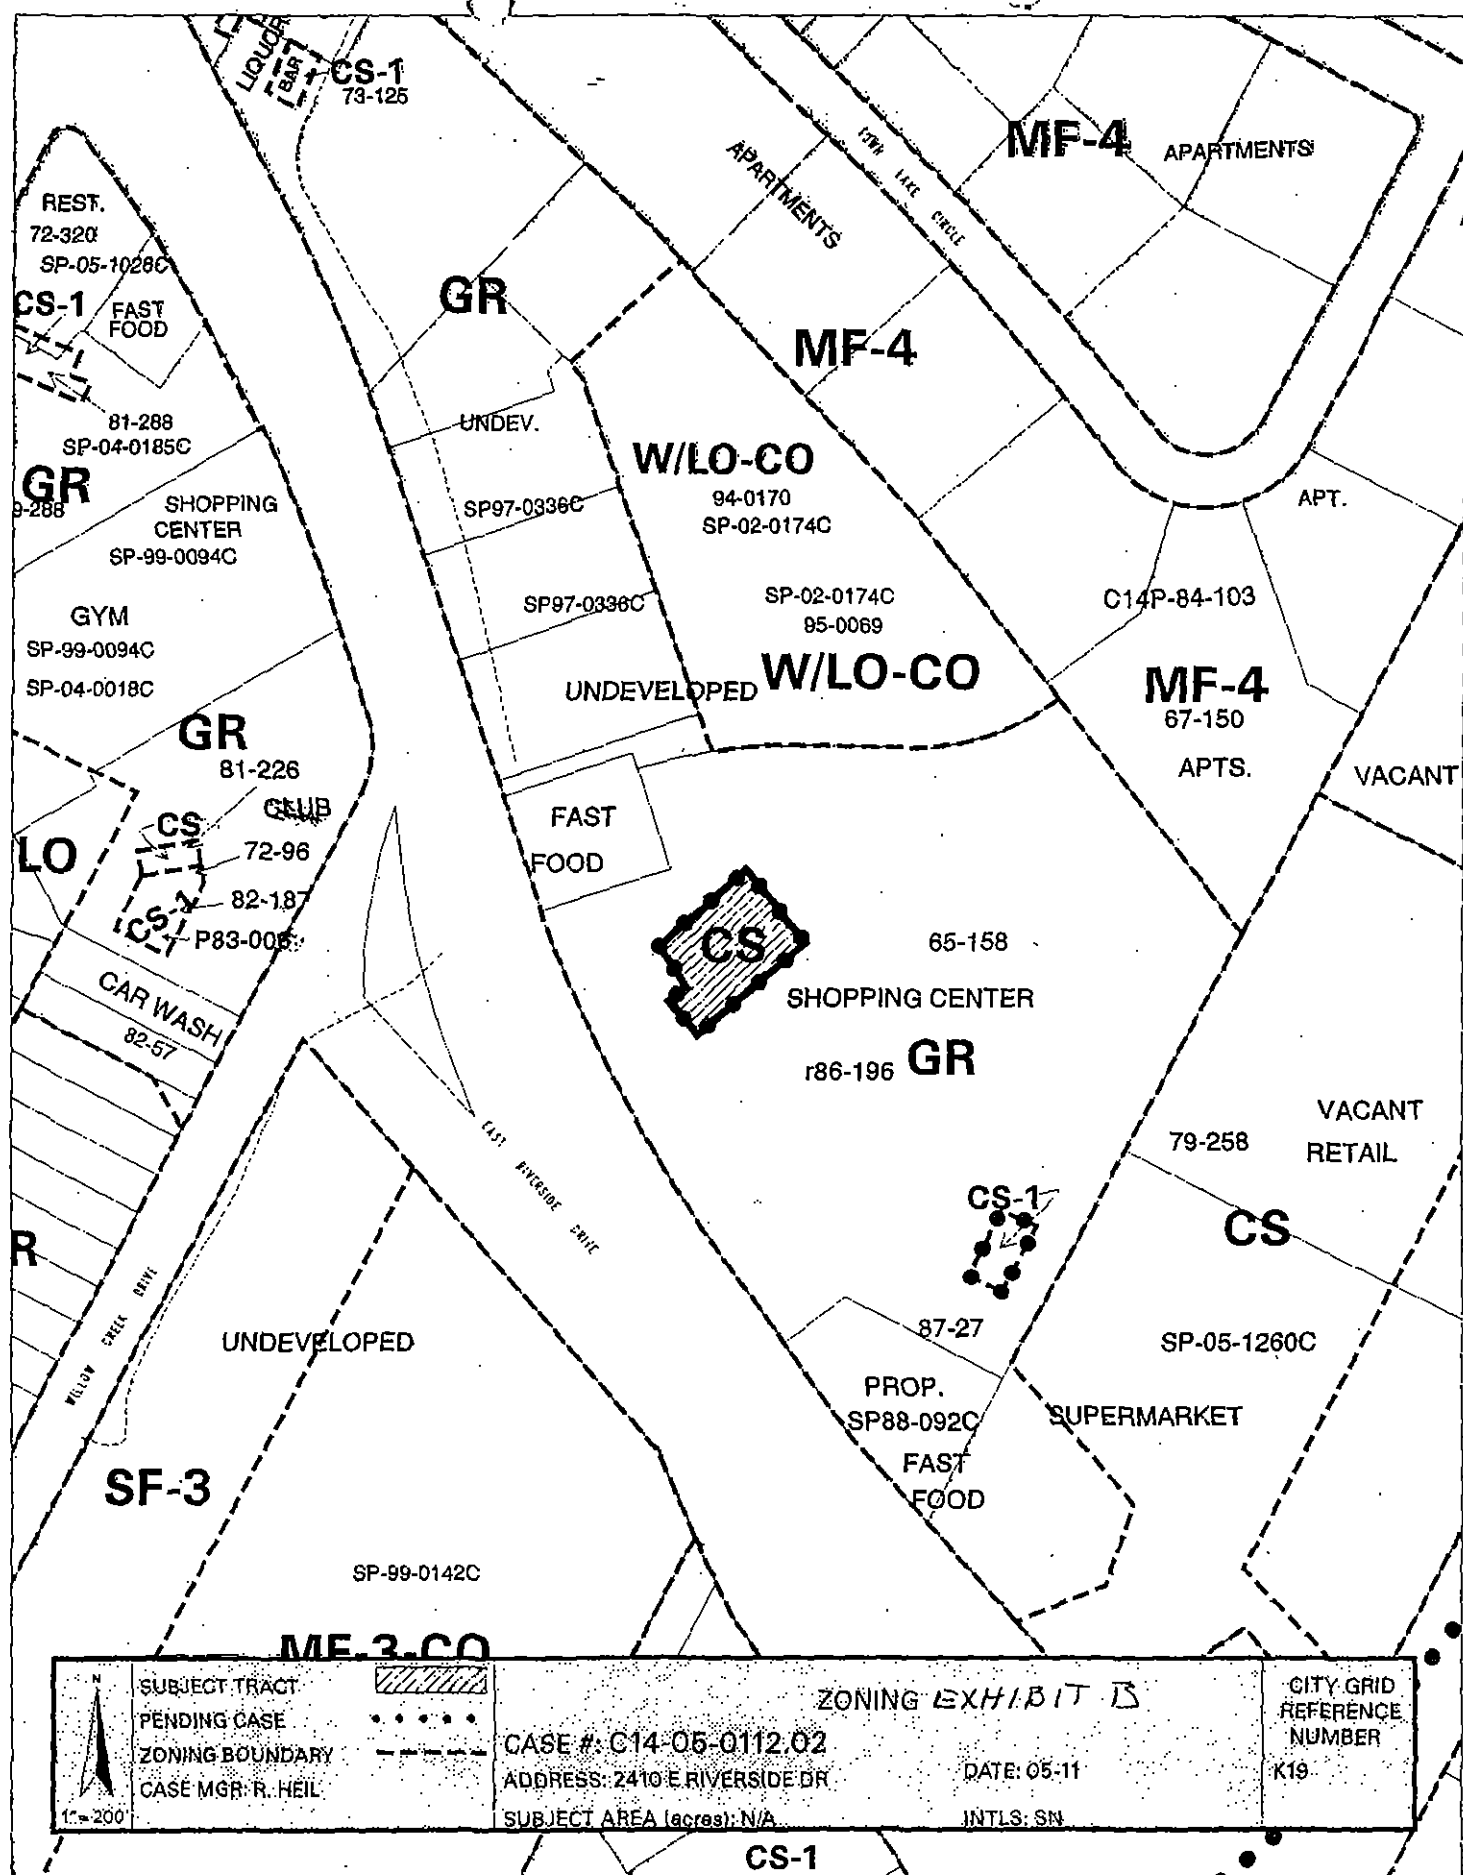 LIQUOR
BAR
CS-1
73-125
MF-4
APARTMENTS
APARTMENTS
TOWN LAKE CIRCLE
REST.
72-320
SP-05-1028C
CS-1
FAST
FOOD
81-288
SP-04-0185C
GR
9-288
SHOPPING
CENTER
SP-99-0094C
GYM
SP-99-0094C
SP-04-0018C
GR
81-226
CLUB
CS
72-96
LO
82-187
CS-1
P83-006
CAR WASH
82-57
R
GR
MF-4
UNDEV.
W/LO-CO
94-0170
SP-02-0174C
SP97-0336C
SP97-0336C
SP-02-0174C
95-0069
W/LO-CO
UNDEVELOPED
APT.
C14P-84-103
MF-4
67-150
APTS.
VACANT
FAST
FOOD
CS
65-158
SHOPPING CENTER
r86-196 GR
EAST RIVERSIDE DRIVE
79-258
VACANT
RETAIL
CS-1
CS
87-27
SP-05-1260C
PROP.
SP88-092C
SUPERMARKET
FAST
FOOD
WILLOW CREEK DRIVE
UNDEVELOPED
SF-3
SP-99-0142C
MF-3-CO
N
1"=200'
SUBJECT TRACT
PENDING CASE
ZONING BOUNDARY
CASE MGR: R. HEIL
ZONING EXHIBIT B
CASE #: C14-05-0112.02
ADDRESS: 2410 E RIVERSIDE DR
DATE: 05-11
SUBJECT AREA (acres): N/A
INTLS: SN
CITY GRID
REFERENCE
NUMBER
K19
CS-1